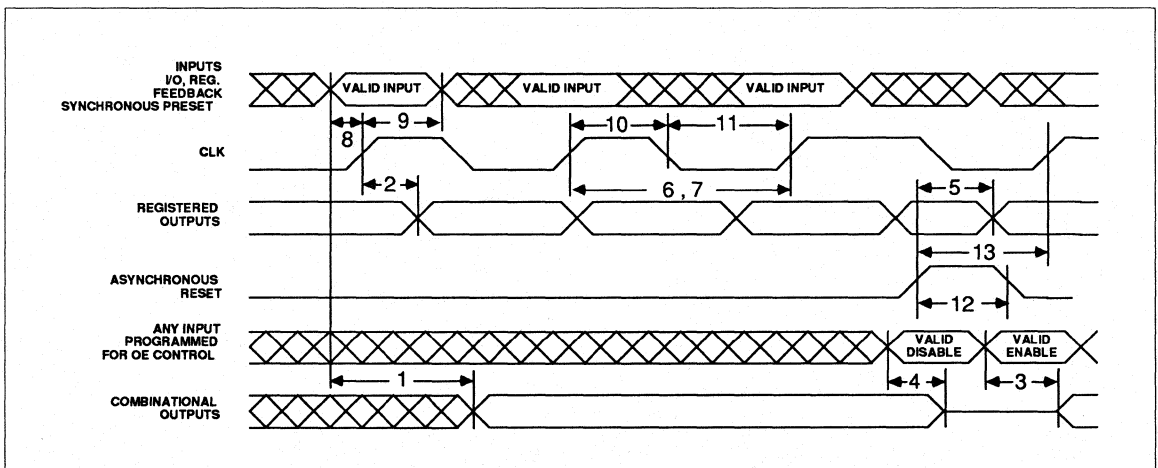 INPUTS
I/O, REG.
FEEDBACK
SYNCHRONOUS PRESET
VALID INPUT
VALID INPUT
VALID INPUT
8
9
10
11
CLK
2
6 , 7
5
REGISTERED
OUTPUTS
13
ASYNCHRONOUS
RESET
12
ANY INPUT
PROGRAMMED
FOR OE CONTROL
VALID
DISABLE
VALID
ENABLE
1
4
3
COMBINATIONAL
OUTPUTS